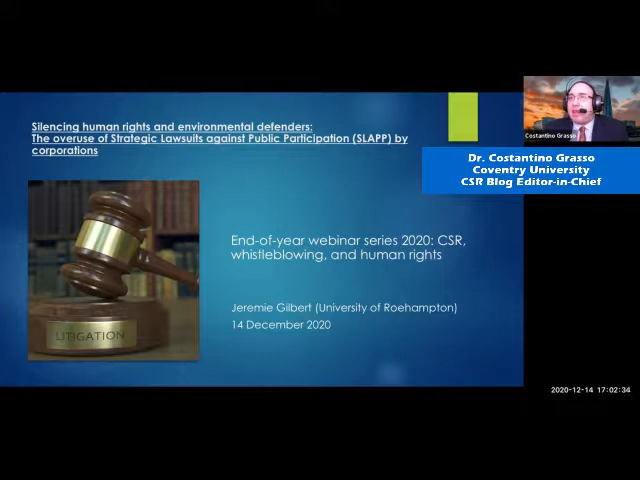 Silencing human rights and environmental defenders:
The overuse of Strategic Lawsuits against Public Participation (SLAPP) by
corporations
Costantino Grasso
Dr. Costantino Grasso
Coventry University
CSR Blog Editor-in-Chief
End-of-year webinar series 2020: CSR,
whistleblowing, and human rights
Jeremie Gilbert (University of Roehampton)
14 December 2020
LITIGATION
2020-12-14 17:02:34